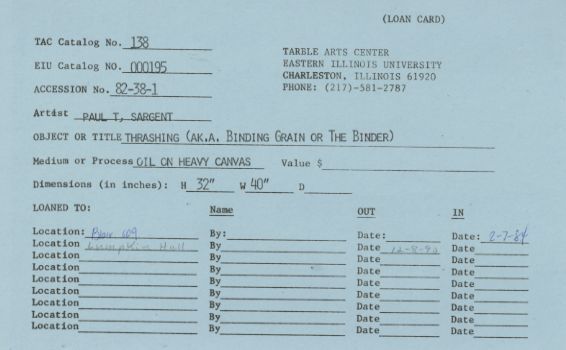 (LOAN CARD)
TAC Catalog No. 138
EIU Catalog NO. 000195
ACCESSION No. 82-38-1
TARBLE ARTS CENTER
EASTERN ILLINOIS UNIVERSITY
CHARLESTON, ILLINOIS 61920
PHONE: (217)-581-2787
Artist PAUL T, SARGENT
OBJECT OR TITLE THRASHING (AK.A. BINDING GRAIN OR THE BINDER)
Medium or Process OIL ON HEAVY CANVAS Value $
Dimensions (in inches): H 32" W 40" D
LOANED TO: Name OUT IN
Location: Blair 109 By: Date: Date: 2-7-84
Location Lumpkin Hall By Date 12-8-90 Date
Location By Date Date
Location By Date Date
Location By Date Date
Location By Date Date
Location By Date Date
Location By Date Date
Location By Date Date